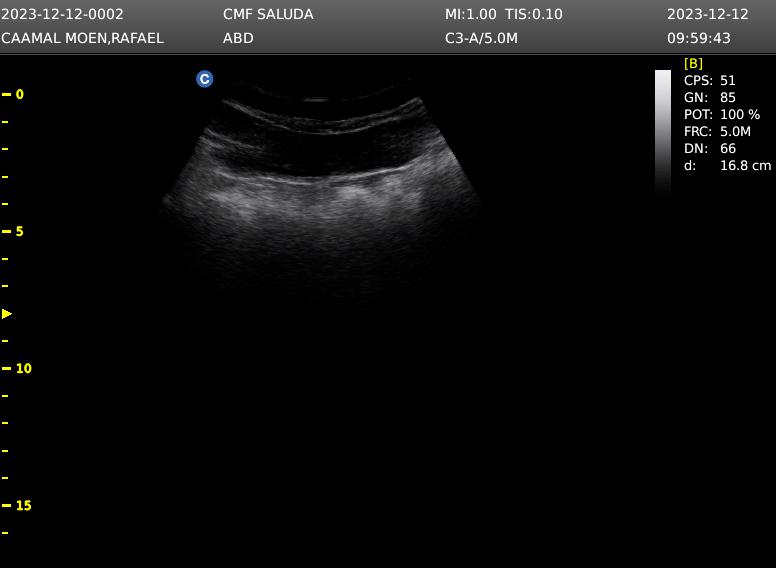 2023-12-12-0002 CMF SALUDA MI:1.00 TIS:0.10 2023-12-12
CAAMAL MOEN,RAFAEL ABD C3-A/5.0M 09:59:43
C
[B]
CPS: 51
GN: 85
POT: 100 %
FRC: 5.0M
DN: 66
d: 16.8 cm
0
5
10
15